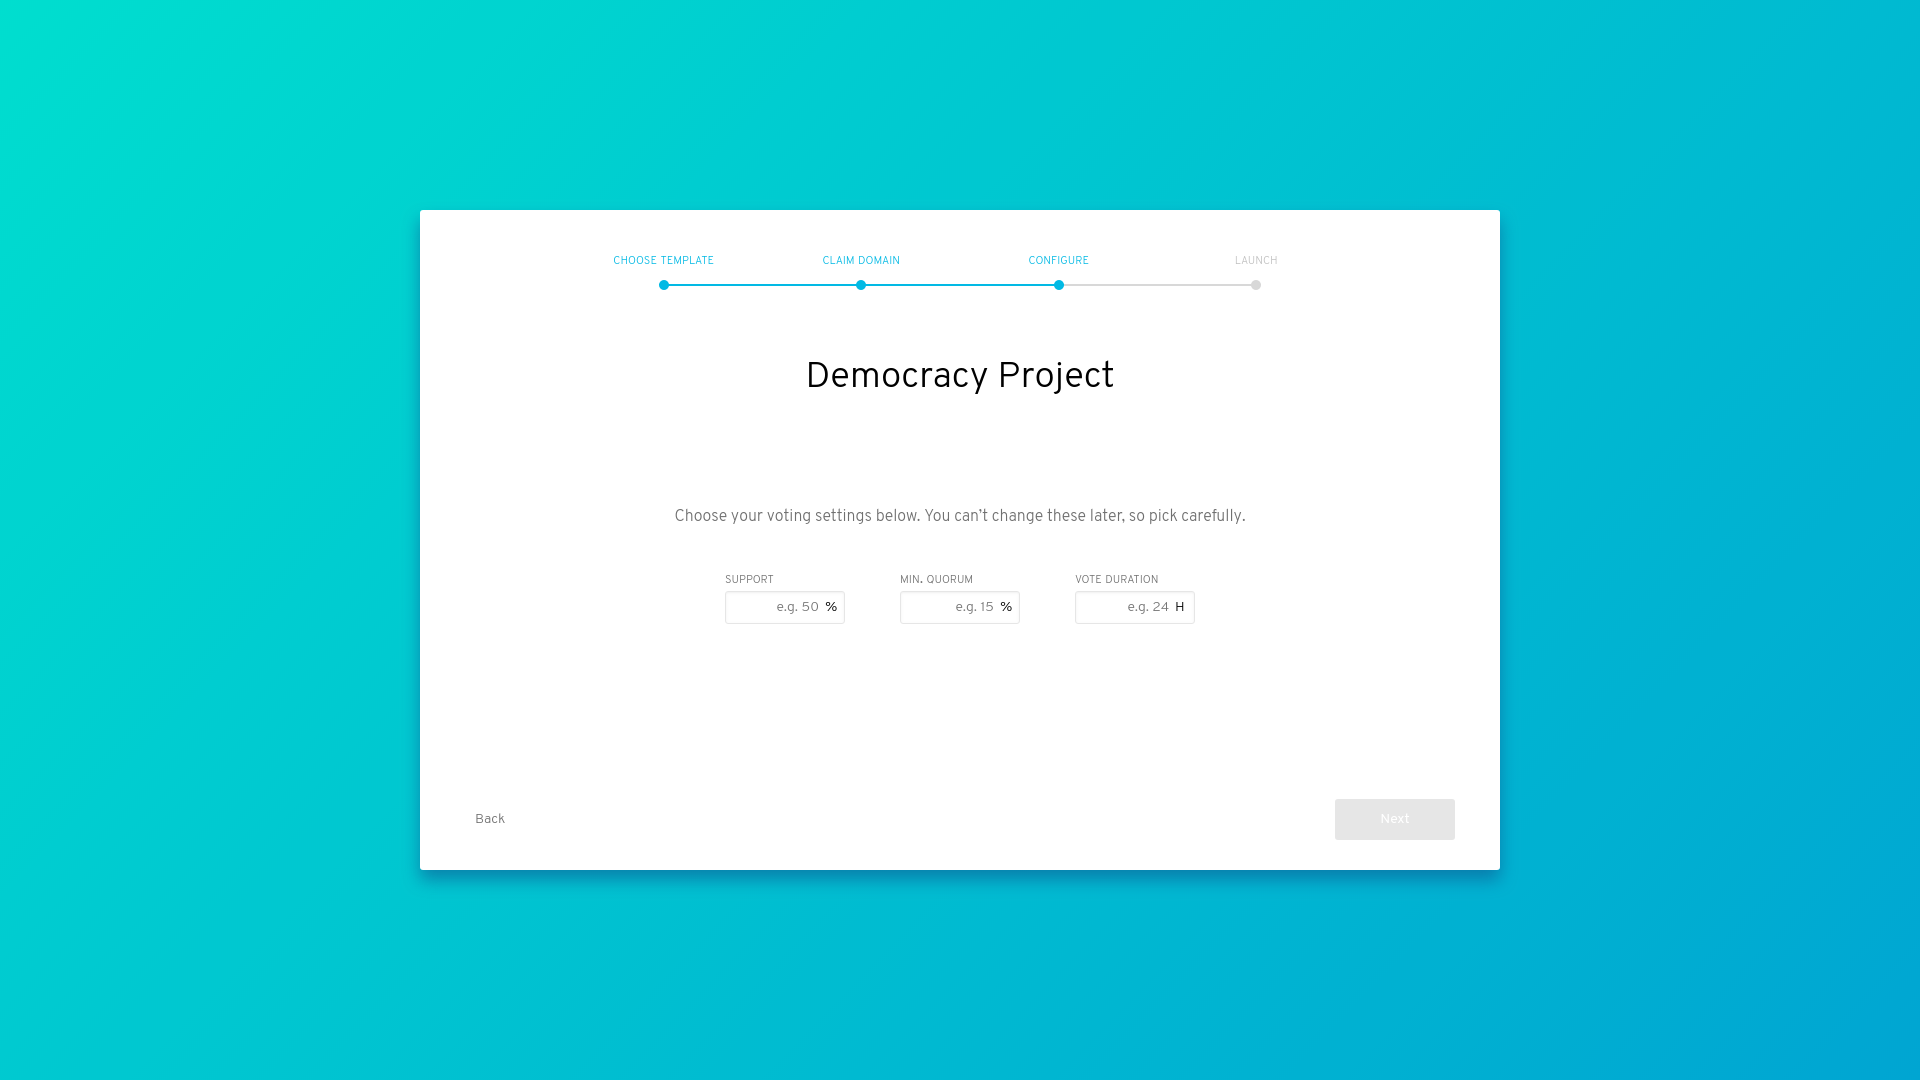 CHOOSE TEMPLATE CLAIM DOMAIN CONFIGURE LAUNCH
Democracy Project
Choose your voting settings below. You can’t change these later, so pick carefully.
SUPPORT MIN. QUORUM VOTE DURATION
e.g. 50 % e.g. 15 % e.g. 24 H
Back Next